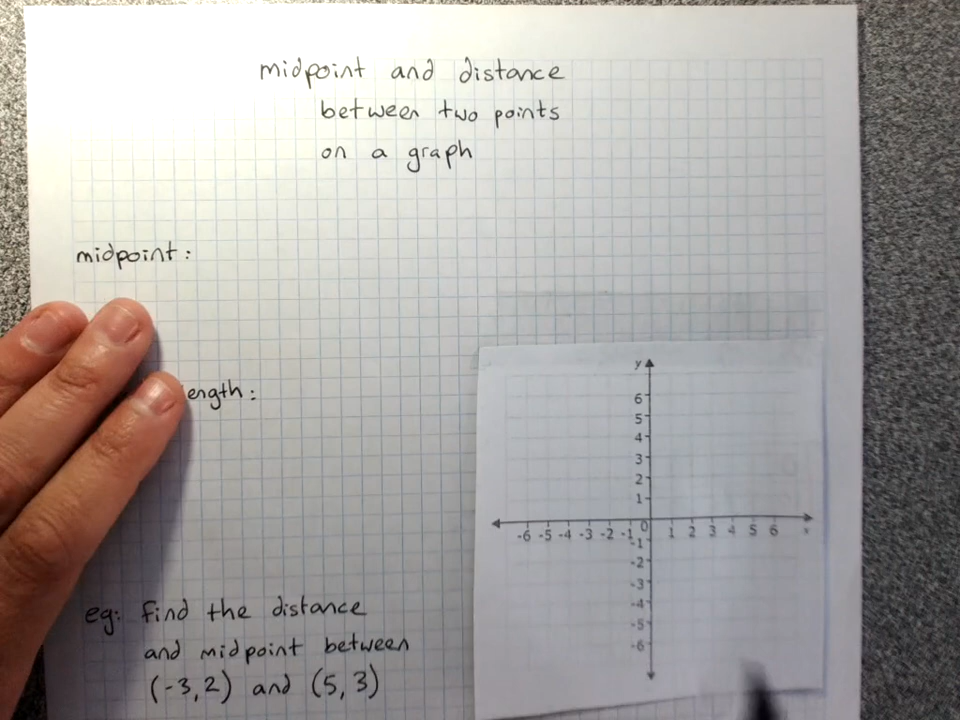 midpoint and distance
between two points
on a graph
midpoint:
ength:
y
6
5
4
3
2
1
-6 -5 -4 -3 -2 -1 0 1 2 3 4 5 6 x
-1
-2
-3
-4
-5
-6
eg: find the distance
and midpoint between
(-3,2) and (5,3)